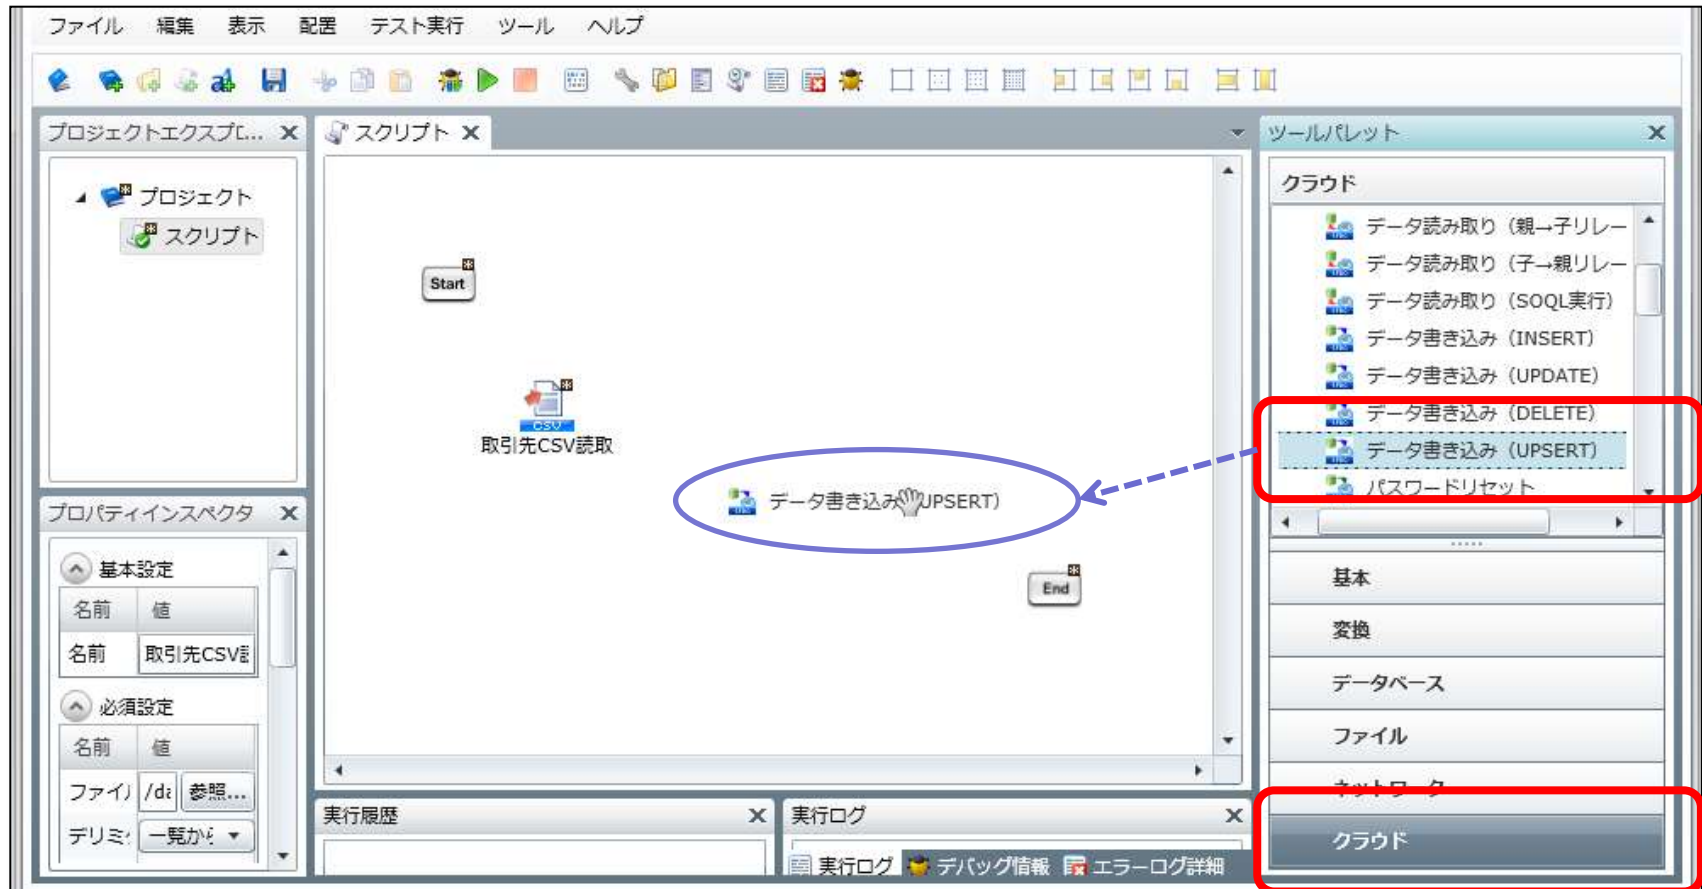 ファイル 編集 表示 配置 テスト実行 ツール ヘルプ
プロジェクトエクスプロ...
プロジェクト
スクリプト
スクリプト
Start
CSV
取引先CSV読取
データ書き込み UPSERT)
End
ツールパレット
クラウド
データ読み取り（親→子リレー
データ読み取り（子→親リレー
データ読み取り（SOQL実行）
データ書き込み（INSERT）
データ書き込み（UPDATE）
データ書き込み（DELETE）
データ書き込み（UPSERT）
パスワードリセット
基本
変換
データベース
ファイル
ネットワーク
クラウド
プロパティインスペクタ
基本設定
名前 値
名前 取引先CSV
必須設定
名前 値
ファイル /da 参照...
デリミ 一覧から
実行履歴
実行ログ
実行ログ デバッグ情報 エラーログ詳細